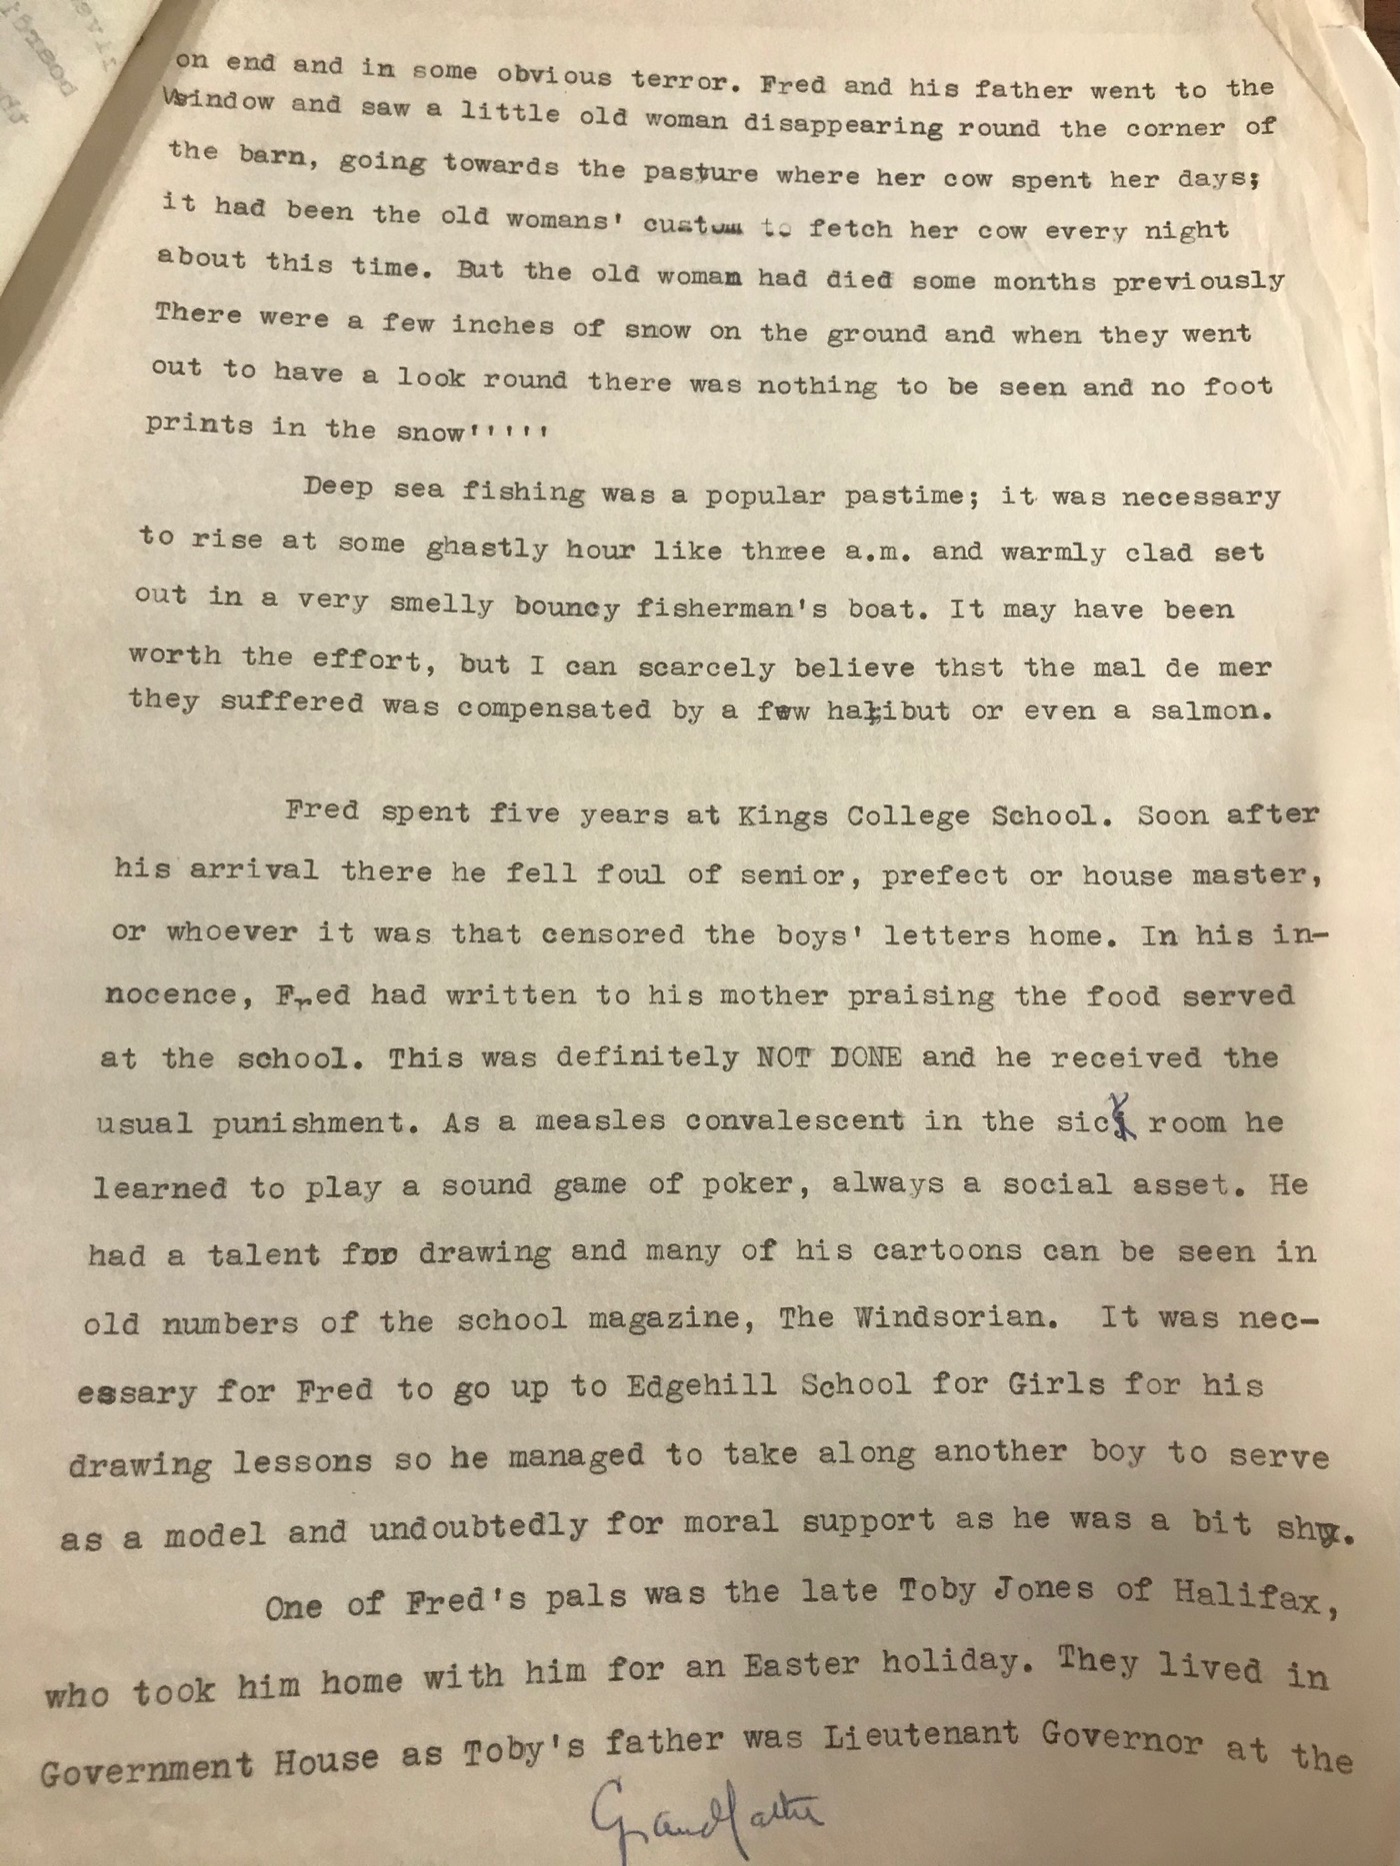 on end and in some obvious terror. Fred and his father went to the
Window and saw a little old woman disappearing round the corner of
the barn, going towards the pasture where her cow spent her days;
it had been the old womans' custom to fetch her cow every night
about this time. But the old woman had died some months previously
There were a few inches of snow on the ground and when they went
out to have a look round there was nothing to be seen and no foot
prints in the snow'''''
Deep sea fishing was a popular pastime; it was necessary
to rise at some ghastly hour like three a.m. and warmly clad set
out in a very smelly bouncy fisherman's boat. It may have been
worth the effort, but I can scarcely believe thst the mal de mer
they suffered was compensated by a few halibut or even a salmon.
Fred spent five years at Kings College School. Soon after
his arrival there he fell foul of senior, prefect or house master,
or whoever it was that censored the boys' letters home. In his in-
nocence, Fred had written to his mother praising the food served
at the school. This was definitely NOT DONE and he received the
usual punishment. As a measles convalescent in the sick room he
learned to play a sound game of poker, always a social asset. He
had a talent for drawing and many of his cartoons can be seen in
old numbers of the school magazine, The Windsorian. It was nec-
essary for Fred to go up to Edgehill School for Girls for his
drawing lessons so he managed to take along another boy to serve
as a model and undoubtedly for moral support as he was a bit shy.
One of Fred's pals was the late Toby Jones of Halifax,
who took him home with him for an Easter holiday. They lived in
Government House as Toby's father was Lieutenant Governor at the
Grandfather